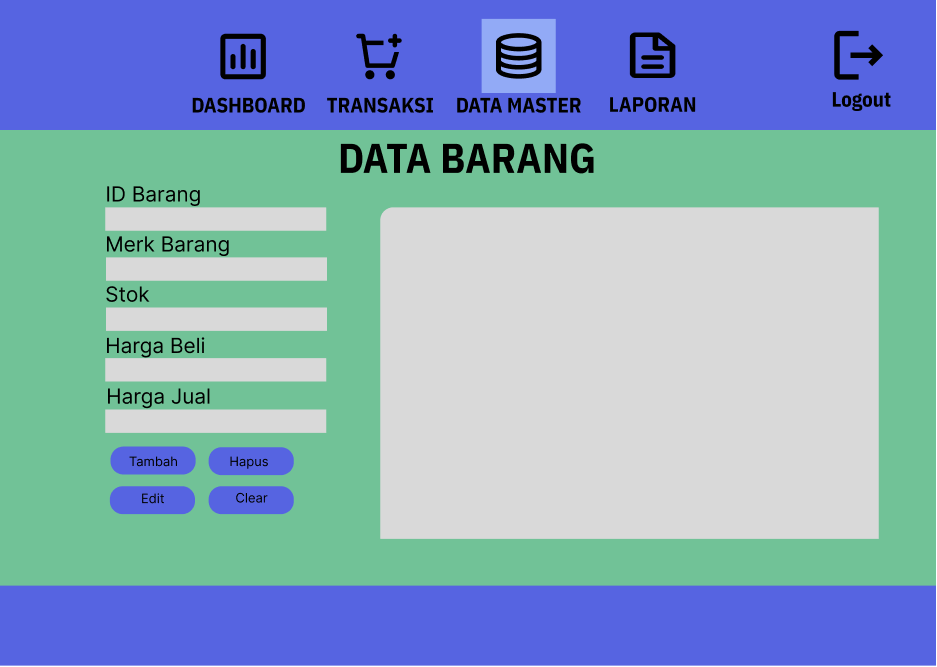 DASHBOARD
TRANSAKSI
DATA MASTER
LAPORAN
Logout
DATA BARANG
ID Barang
Merk Barang
Stok
Harga Beli
Harga Jual
Tambah
Hapus
Edit
Clear